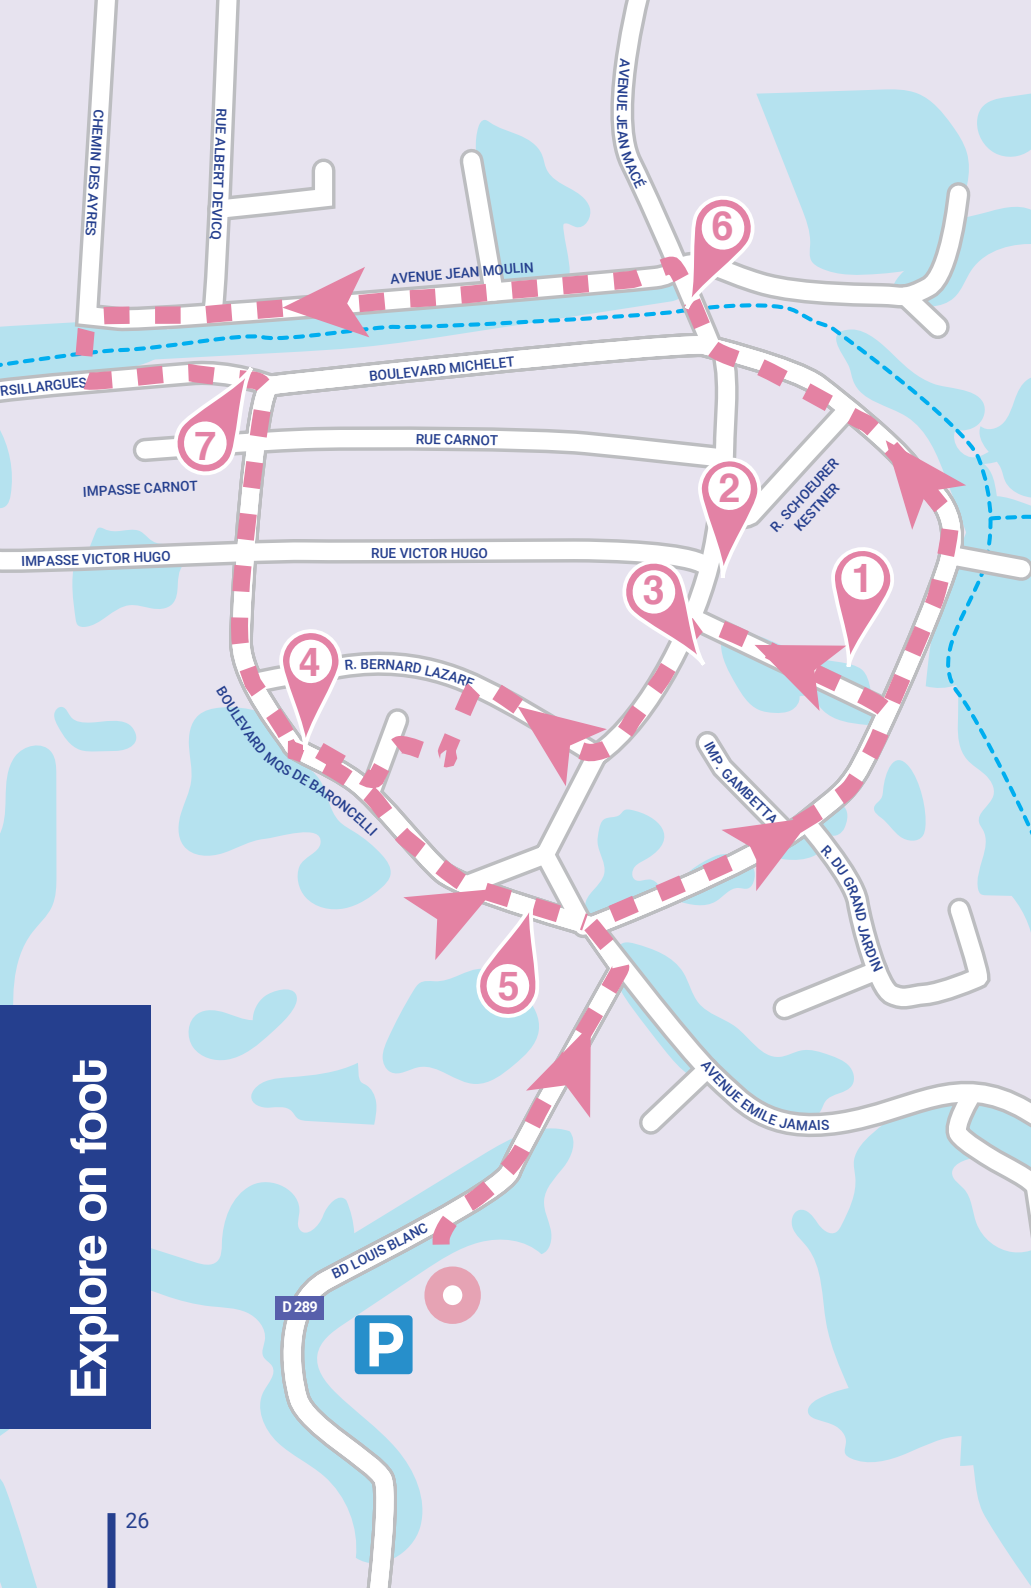 CHEMIN DES AYRES
RUE ALBERT DEVICQ
AVENUE JEAN MACÉ
6
AVENUE JEAN MOULIN
BOULEVARD MICHELET
RSILLARGUES
7
RUE CARNOT
IMPASSE CARNOT
2
R. SCHOEURER
KESTNER
IMPASSE VICTOR HUGO
RUE VICTOR HUGO
3
1
4
R. BERNARD LAZARE
BOULEVARD MQS DE BARONCELLI
IMP. GAMBETTA
R. DU GRAND JARDIN
5
AVENUE EMILE JAMAIS
BD LOUIS BLANC
D 289
P
Explore on foot
26